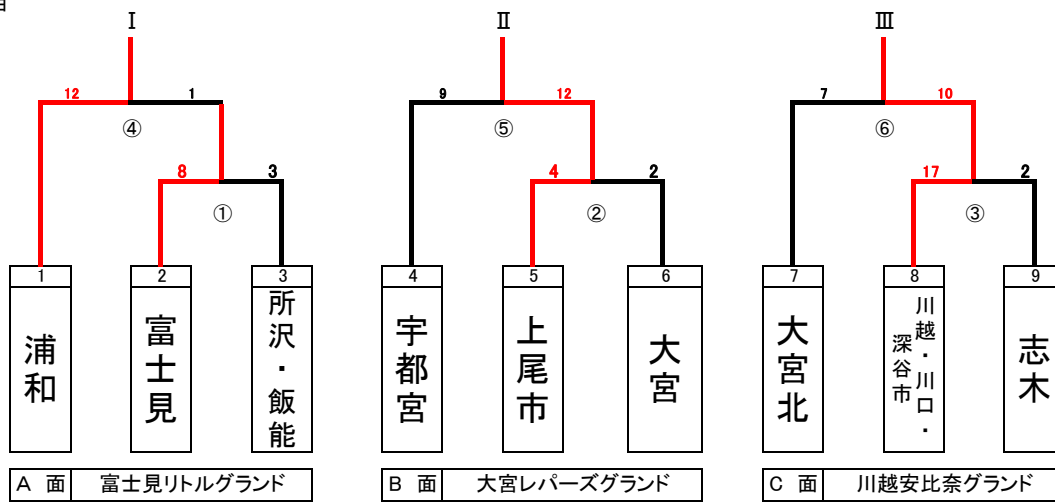 Ⅰ Ⅱ Ⅲ
12 1 9 12 7 10
④ ⑤ ⑥
8 3 4 2 17 2
① ② ③
1 2 3 4 5 6 7 8 9
浦和
富士見
所沢・飯能
宇都宮
上尾市
大宮
大宮北
川越・川口・
深谷市
志木
A 面 富士見リトルグランド
B 面 大宮レパーズグランド
C 面 川越安比奈グランド